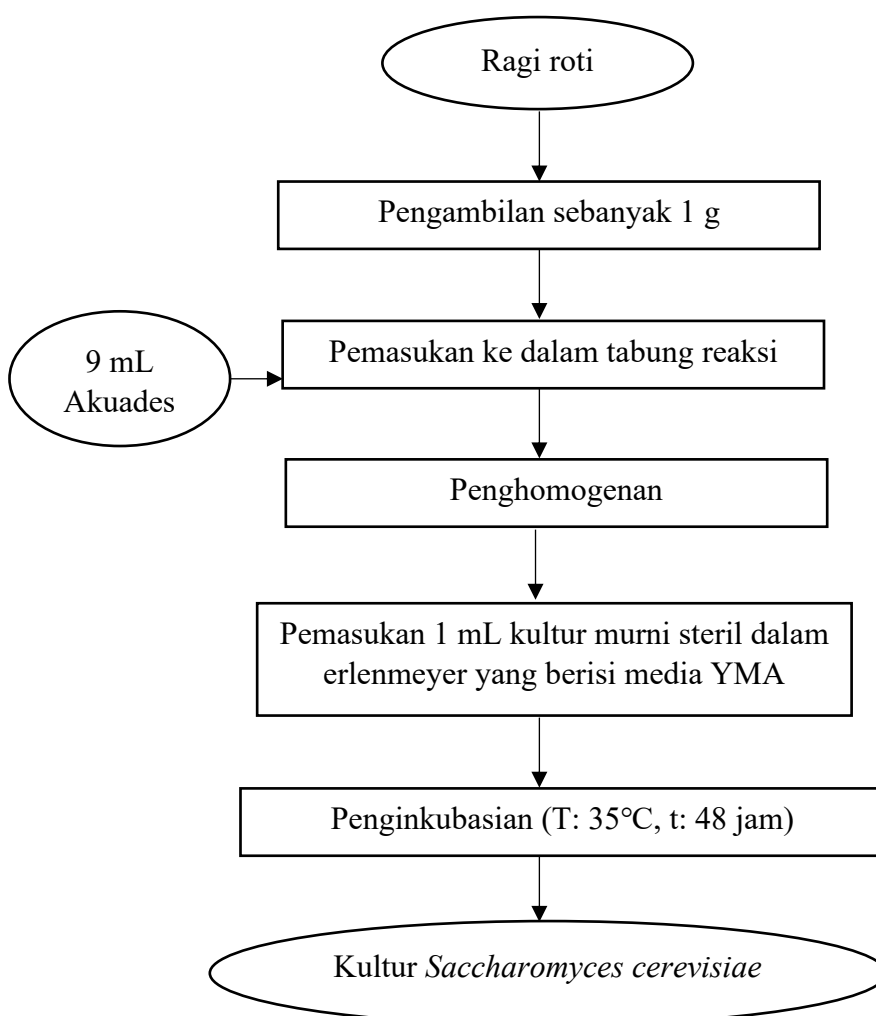 Ragi roti
Pengambilan sebanyak 1 g
9 mL
Akuades
Pemasukan ke dalam tabung reaksi
Penghomogenan
Pemasukan 1 mL kultur murni steril dalam
erlenmeyer yang berisi media YMA
Penginkubasian (T: 35°C, t: 48 jam)
Kultur Saccharomyces cerevisiae